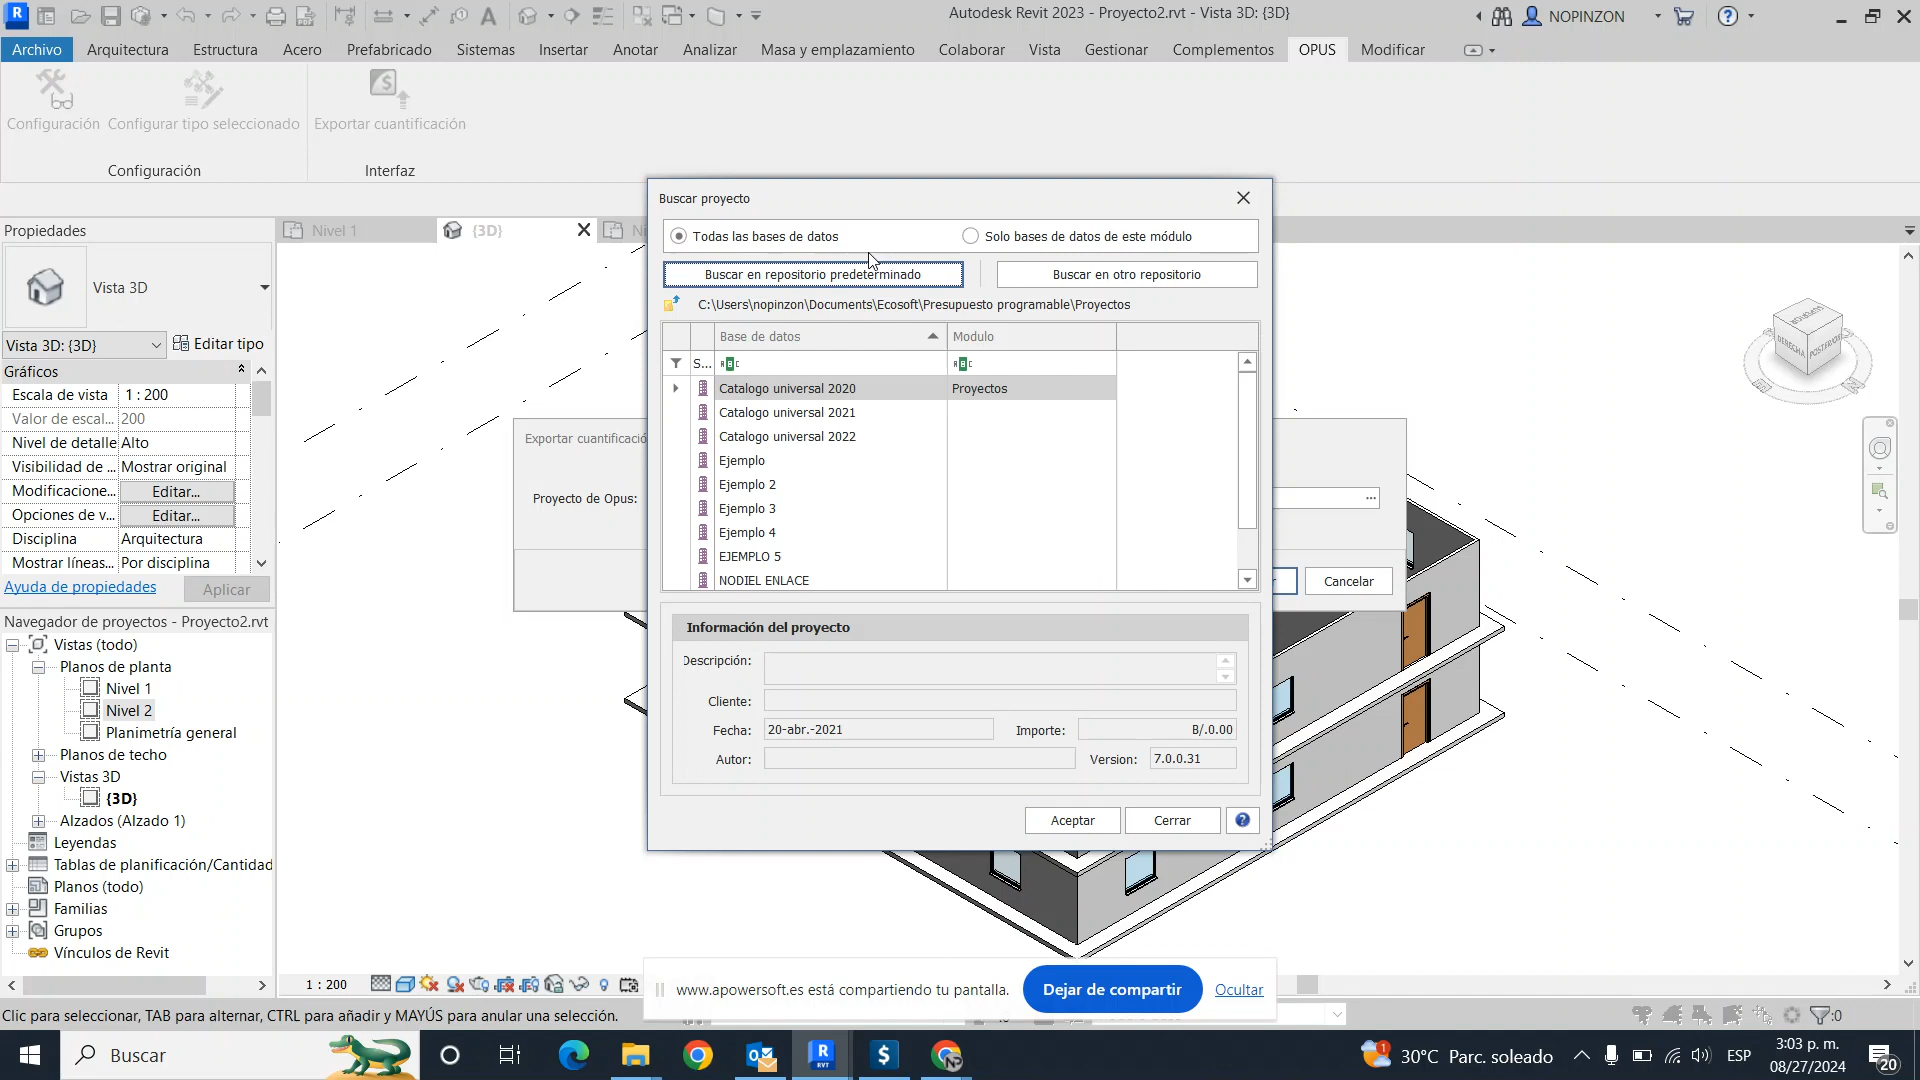 Autodesk Revit 2023 - Proyecto2.rvt - Vista 3D: {3D}
NOPINZON
Archivo Arquitectura Estructura Acero Prefabricado Sistemas Insertar Anotar Analizar Masa y emplazamiento Colaborar Vista Gestionar Complementos OPUS Modificar
Configuración Configurar tipo seleccionado Exportar cuantificación
Configuración Interfaz
Buscar proyecto
Todas las bases de datos Solo bases de datos de este módulo
Buscar en repositorio predeterminado Buscar en otro repositorio
C:\Users\nopinzon\Documents\Ecosoft\Presupuesto programable\Proyectos
Base de datos Modulo
S...
Catalogo universal 2020 Proyectos
Catalogo universal 2021
Catalogo universal 2022
Ejemplo
Ejemplo 2
Ejemplo 3
Ejemplo 4
EJEMPLO 5
NODIEL ENLACE
Información del proyecto
Descripción:
Cliente:
Fecha: 20-abr.-2021 Importe: B/.0.00
Autor: Version: 7.0.0.31
Aceptar Cerrar
Exportar cuantificació
Proyecto de Opus: ...
Cancelar
Propiedades
Nivel 1 {3D} Ni
Vista 3D
Vista 3D: {3D} Editar tipo
Gráficos
Escala de vista 1 : 200
Valor de escal... 200
Nivel de detalle Alto
Visibilidad de ... Mostrar original
Modificacione... Editar...
Opciones de v... Editar...
Disciplina Arquitectura
Mostrar líneas... Por disciplina
Ayuda de propiedades Aplicar
Navegador de proyectos - Proyecto2.rvt
Vistas (todo)
Planos de planta
Nivel 1
Nivel 2
Planimetría general
Planos de techo
Vistas 3D
{3D}
Alzados (Alzado 1)
Leyendas
Tablas de planificación/Cantidad
Planos (todo)
Familias
Grupos
Vínculos de Revit
DERECHA POSTERIOR
1 : 200
www.apowersoft.es está compartiendo tu pantalla. Dejar de compartir Ocultar
Clic para seleccionar, TAB para alternar, CTRL para añadir y MAYÚS para anular una selección.
:0
Buscar
30°C Parc. soleado ESP
3:03 p. m.
08/27/2024
20